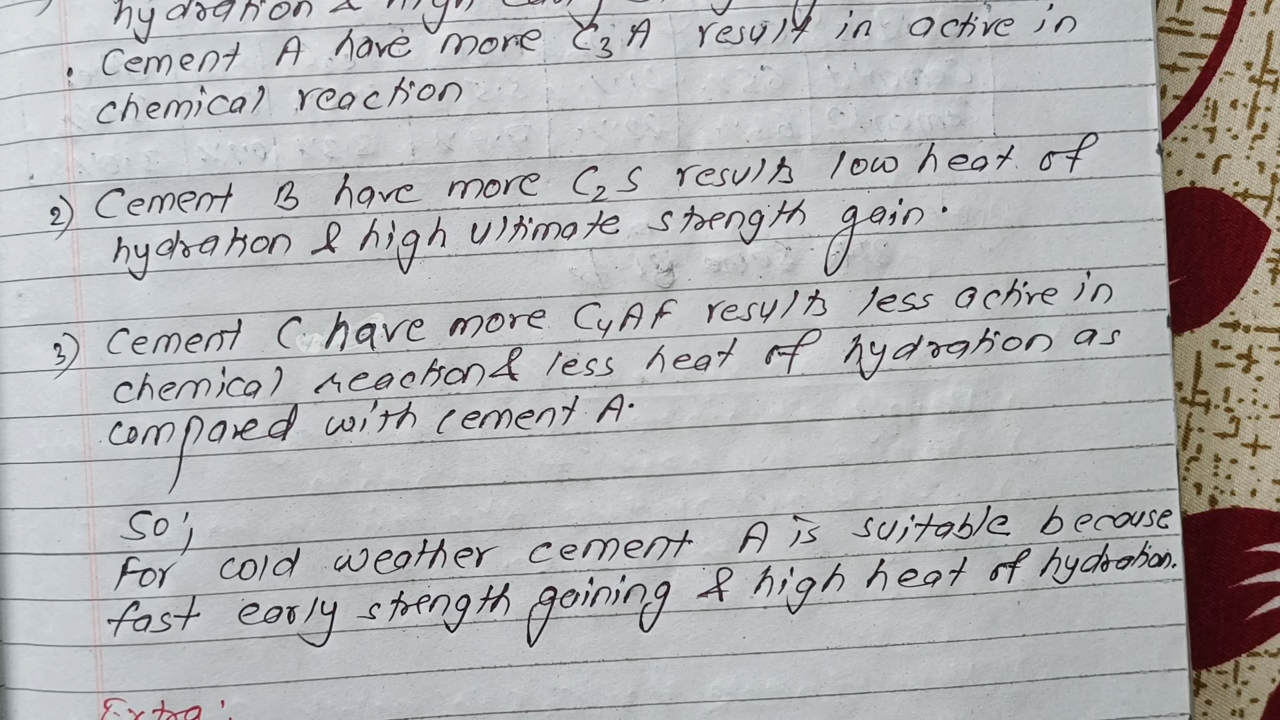 hydration & high
• Cement A have more C₃A result in active in
chemical reaction
2) Cement B have more C₂S results low heat of
hydration & high ultimate strength gain.
3) Cement C have more C₄AF results less active in
chemical reaction & less heat of hydration as
compared with cement A.
So;
For cold weather cement A is suitable because
fast early strength gaining & high heat of hydration.
Extra: